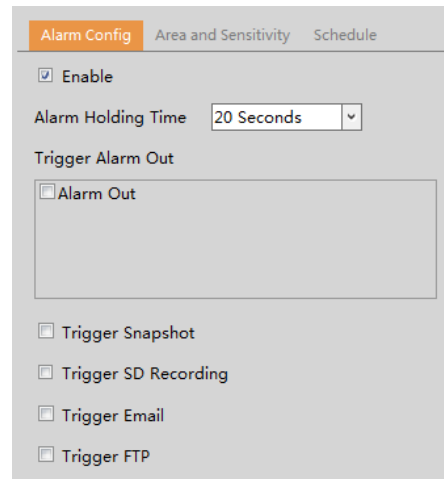 Alarm Config Area and Sensitivity Schedule
Enable
Alarm Holding Time 20 Seconds
Trigger Alarm Out
Alarm Out
Trigger Snapshot
Trigger SD Recording
Trigger Email
Trigger FTP